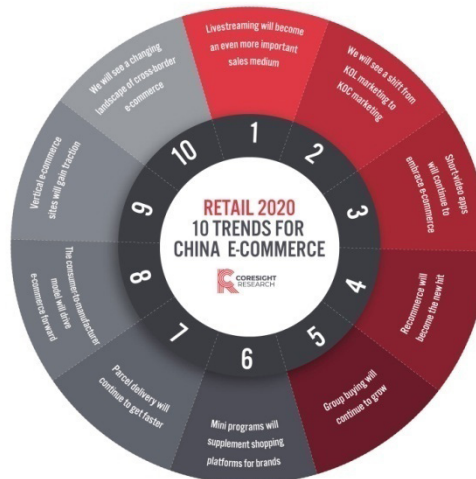 RETAIL 2020
10 TRENDS FOR
CHINA E-COMMERCE
CORESIGHT
RESEARCH
1
Livestreaming will become
an even more important
sales medium
2
We will see a shift from
KOL marketing to
KOC marketing
3
Short-video apps
will continue to
embrace e-commerce
4
Recommerce will
become the new hit
5
Group buying will
continue to grow
6
Mini programs will
supplement shopping
platforms for brands
7
Parcel delivery will
continue to get faster
8
The consumer-to-manufacturer
model will drive
e-commerce forward
9
Vertical e-commerce
sites will gain traction
10
We will see a changing
landscape of cross-border
e-commerce